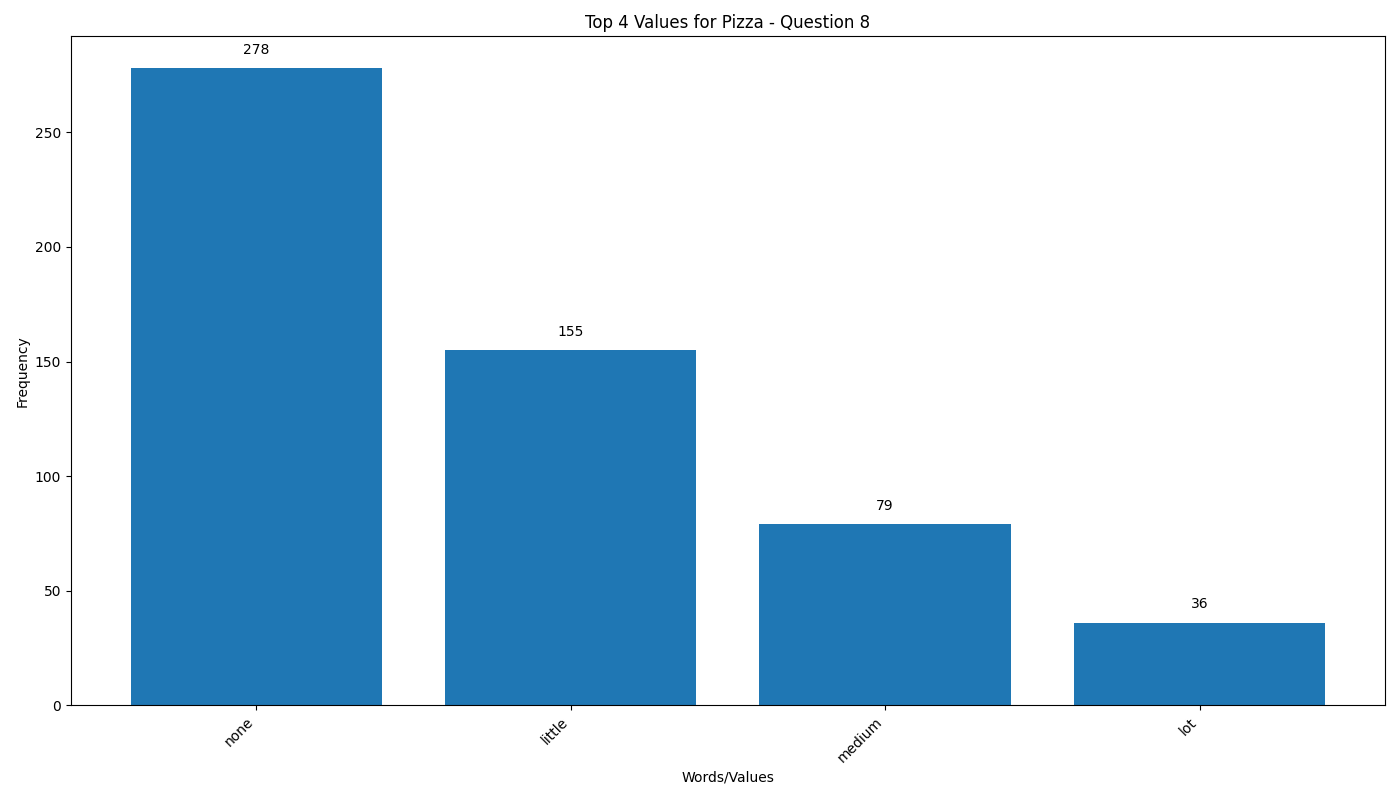 Top 4 Values for Pizza - Question 8
278
155
79
36
Frequency
250
200
150
100
50
0
none
little
medium
lot
Words/Values